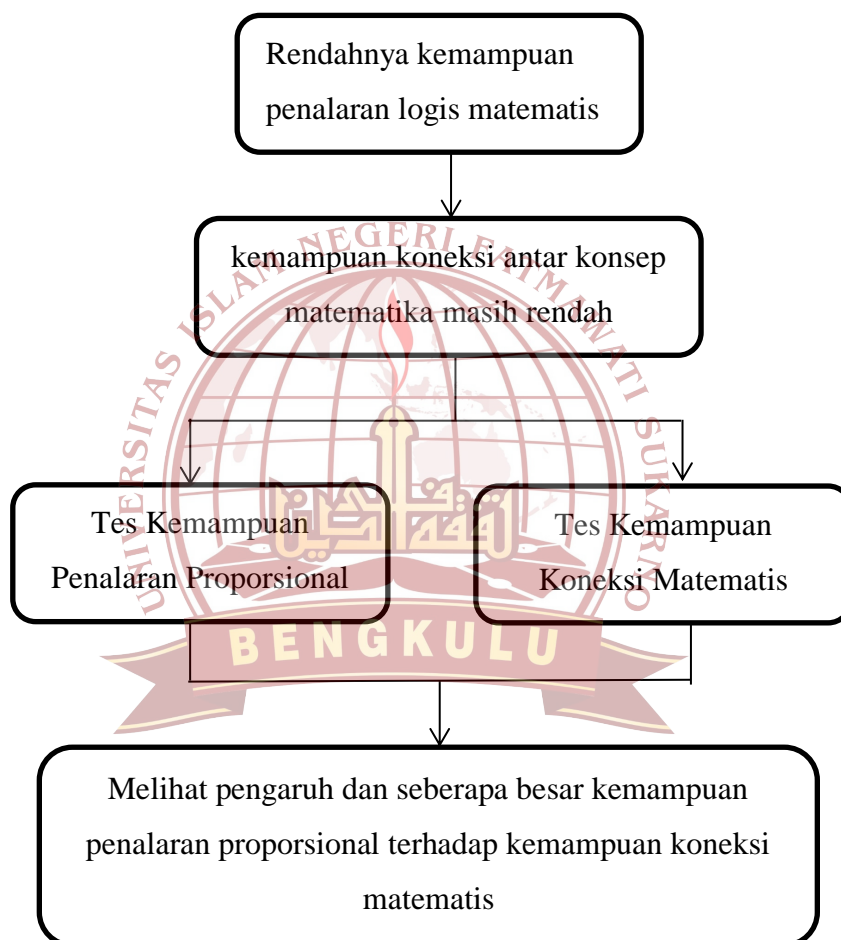 Rendahnya kemampuan
penalaran logis matematis
kemampuan koneksi antar konsep
matematika masih rendah
UNIVERSITAS ISLAM NEGERI FATMAWATI SUKARNO
Tes Kemampuan
Penalaran Proporsional
Tes Kemampuan
Koneksi Matematis
BENGKULU
Melihat pengaruh dan seberapa besar kemampuan
penalaran proporsional terhadap kemampuan koneksi
matematis